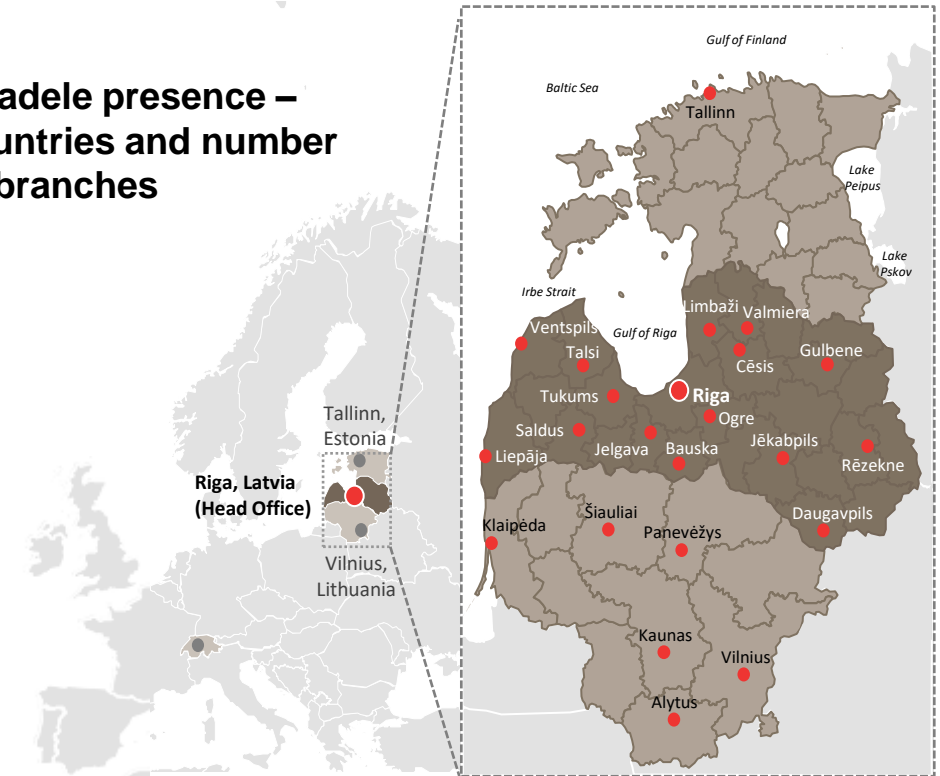 adele presence –
untries and number
branches
Gulf of Finland
Baltic Sea
Tallinn
Lake
Peipus
Lake
Pskov
Irbe Strait
Gulf of Riga
Limbaži
Valmiera
Ventspils
Talsi
Cēsis
Gulbene
Tukums
Riga
Ogre
Saldus
Jelgava
Bauska
Jēkabpils
Rēzekne
Liepāja
Daugavpils
Klaipėda
Šiauliai
Panevėžys
Kaunas
Vilnius
Alytus
Tallinn,
Estonia
Riga, Latvia
(Head Office)
Vilnius,
Lithuania